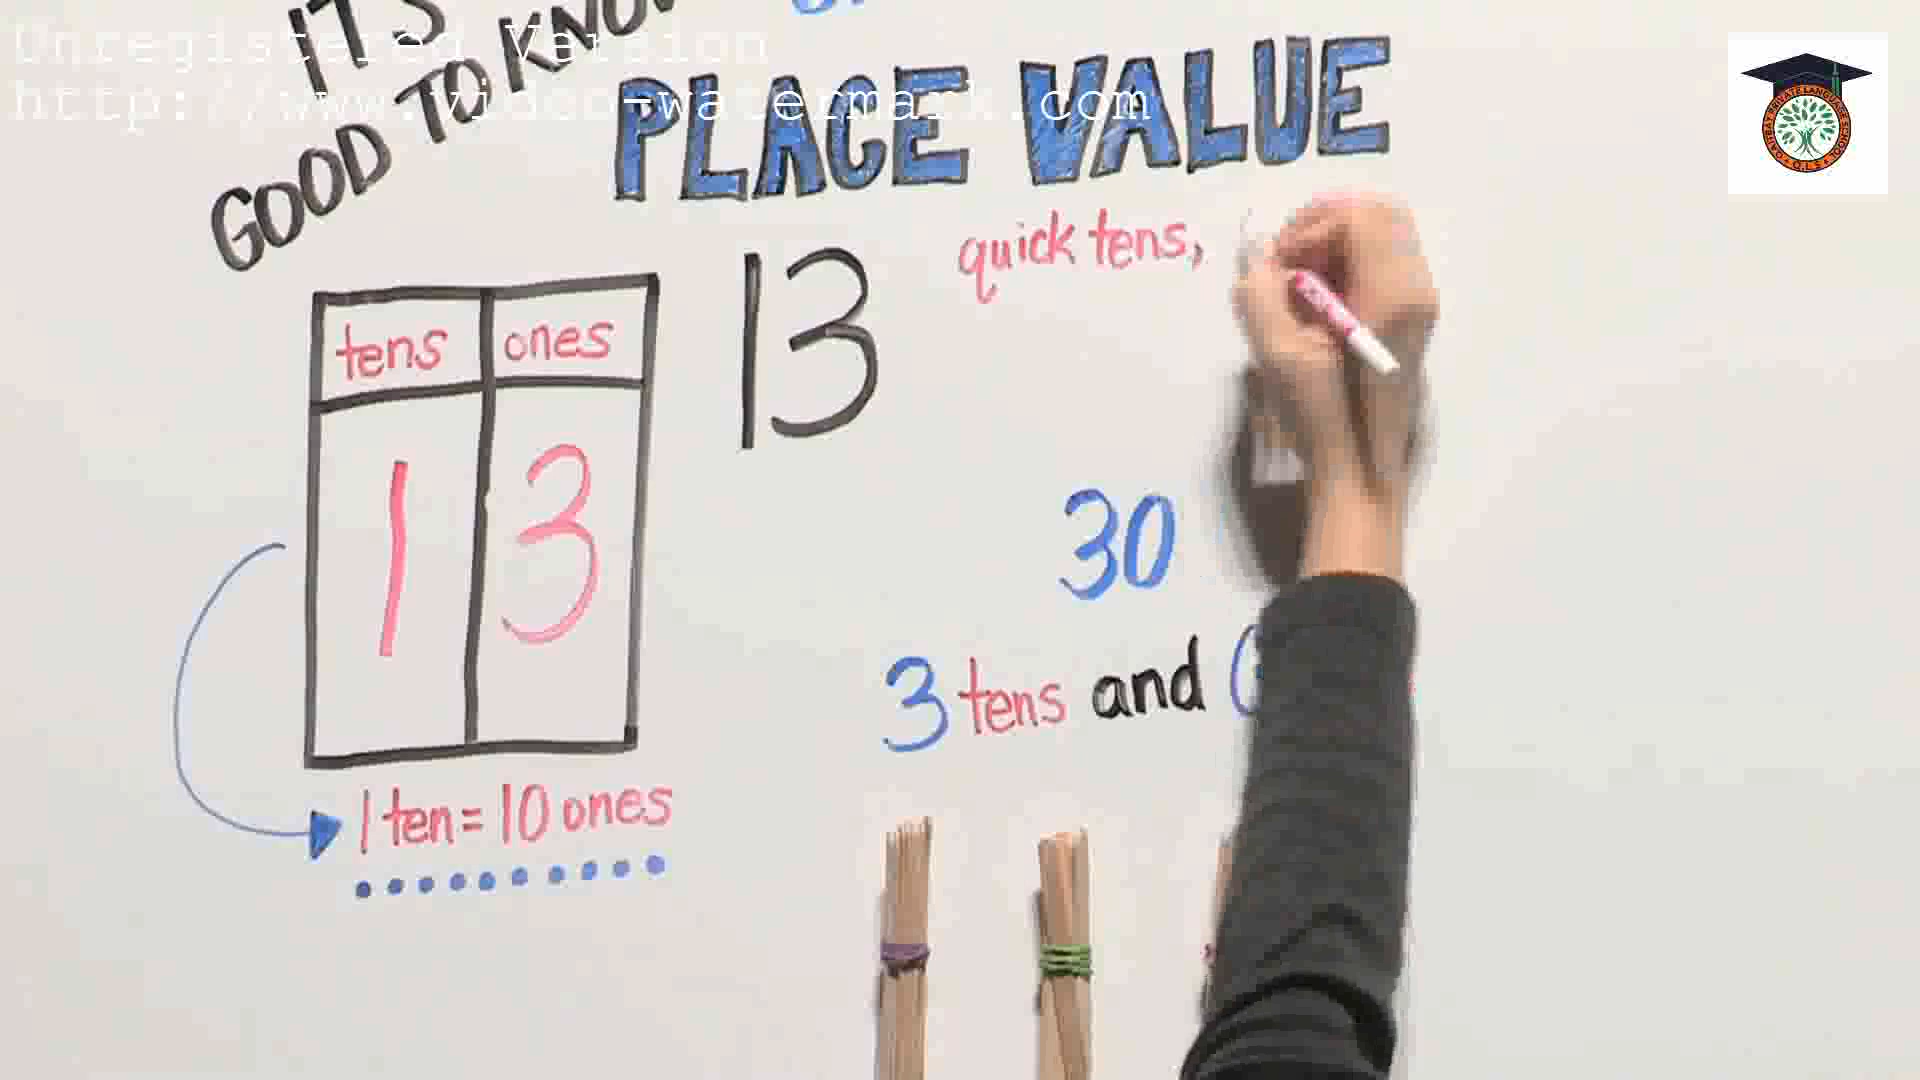 Unregistered Version
http://www.video-watermark.com
IT'S
GOOD TO KNOW
PLACE VALUE
13
quick tens,
tens ones
1 3
30
3 tens and
1 ten = 10 ones